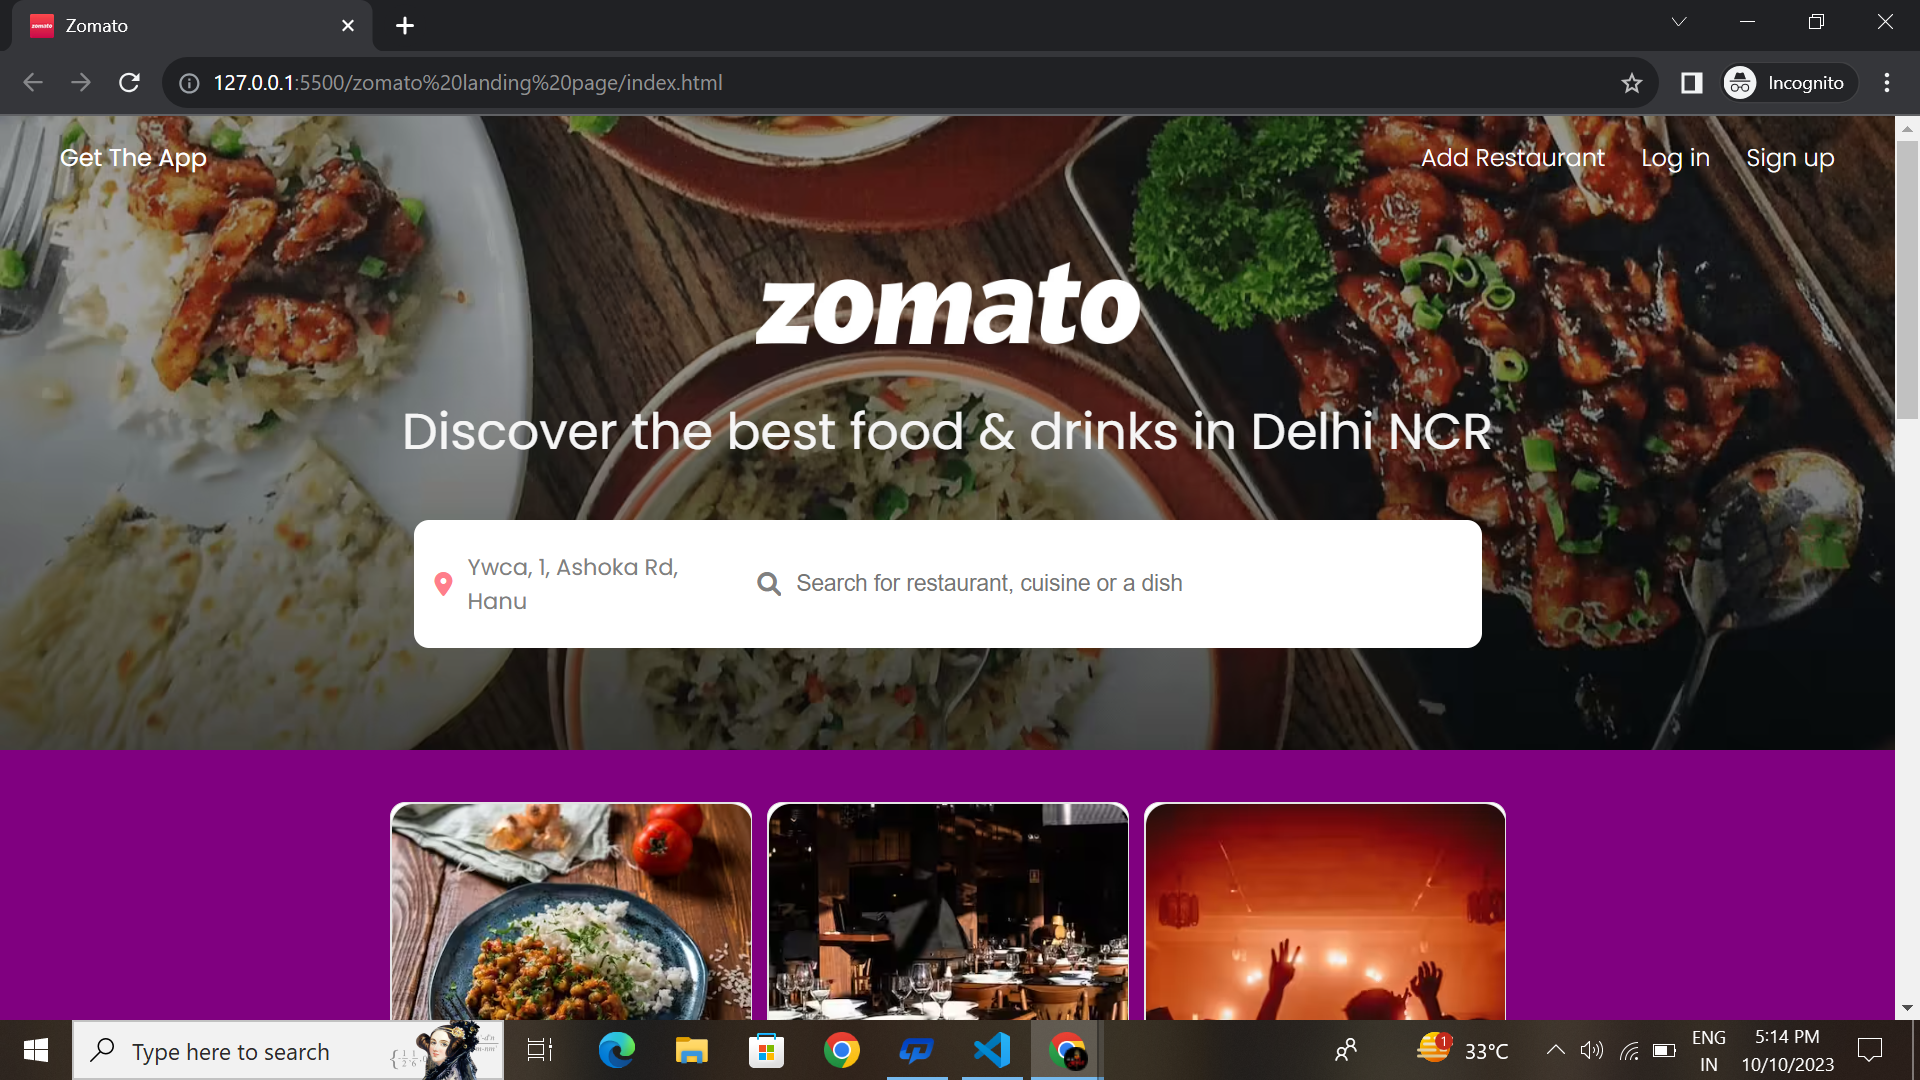 Zomato
127.0.0.1:5500/zomato%20landing%20page/index.html
Incognito
Get The App
Add Restaurant
Log in
Sign up
zomato
Discover the best food & drinks in Delhi NCR
Ywca, 1, Ashoka Rd,
Hanu
Search for restaurant, cuisine or a dish
Type here to search
1
33°C
ENG
IN
5:14 PM
10/10/2023